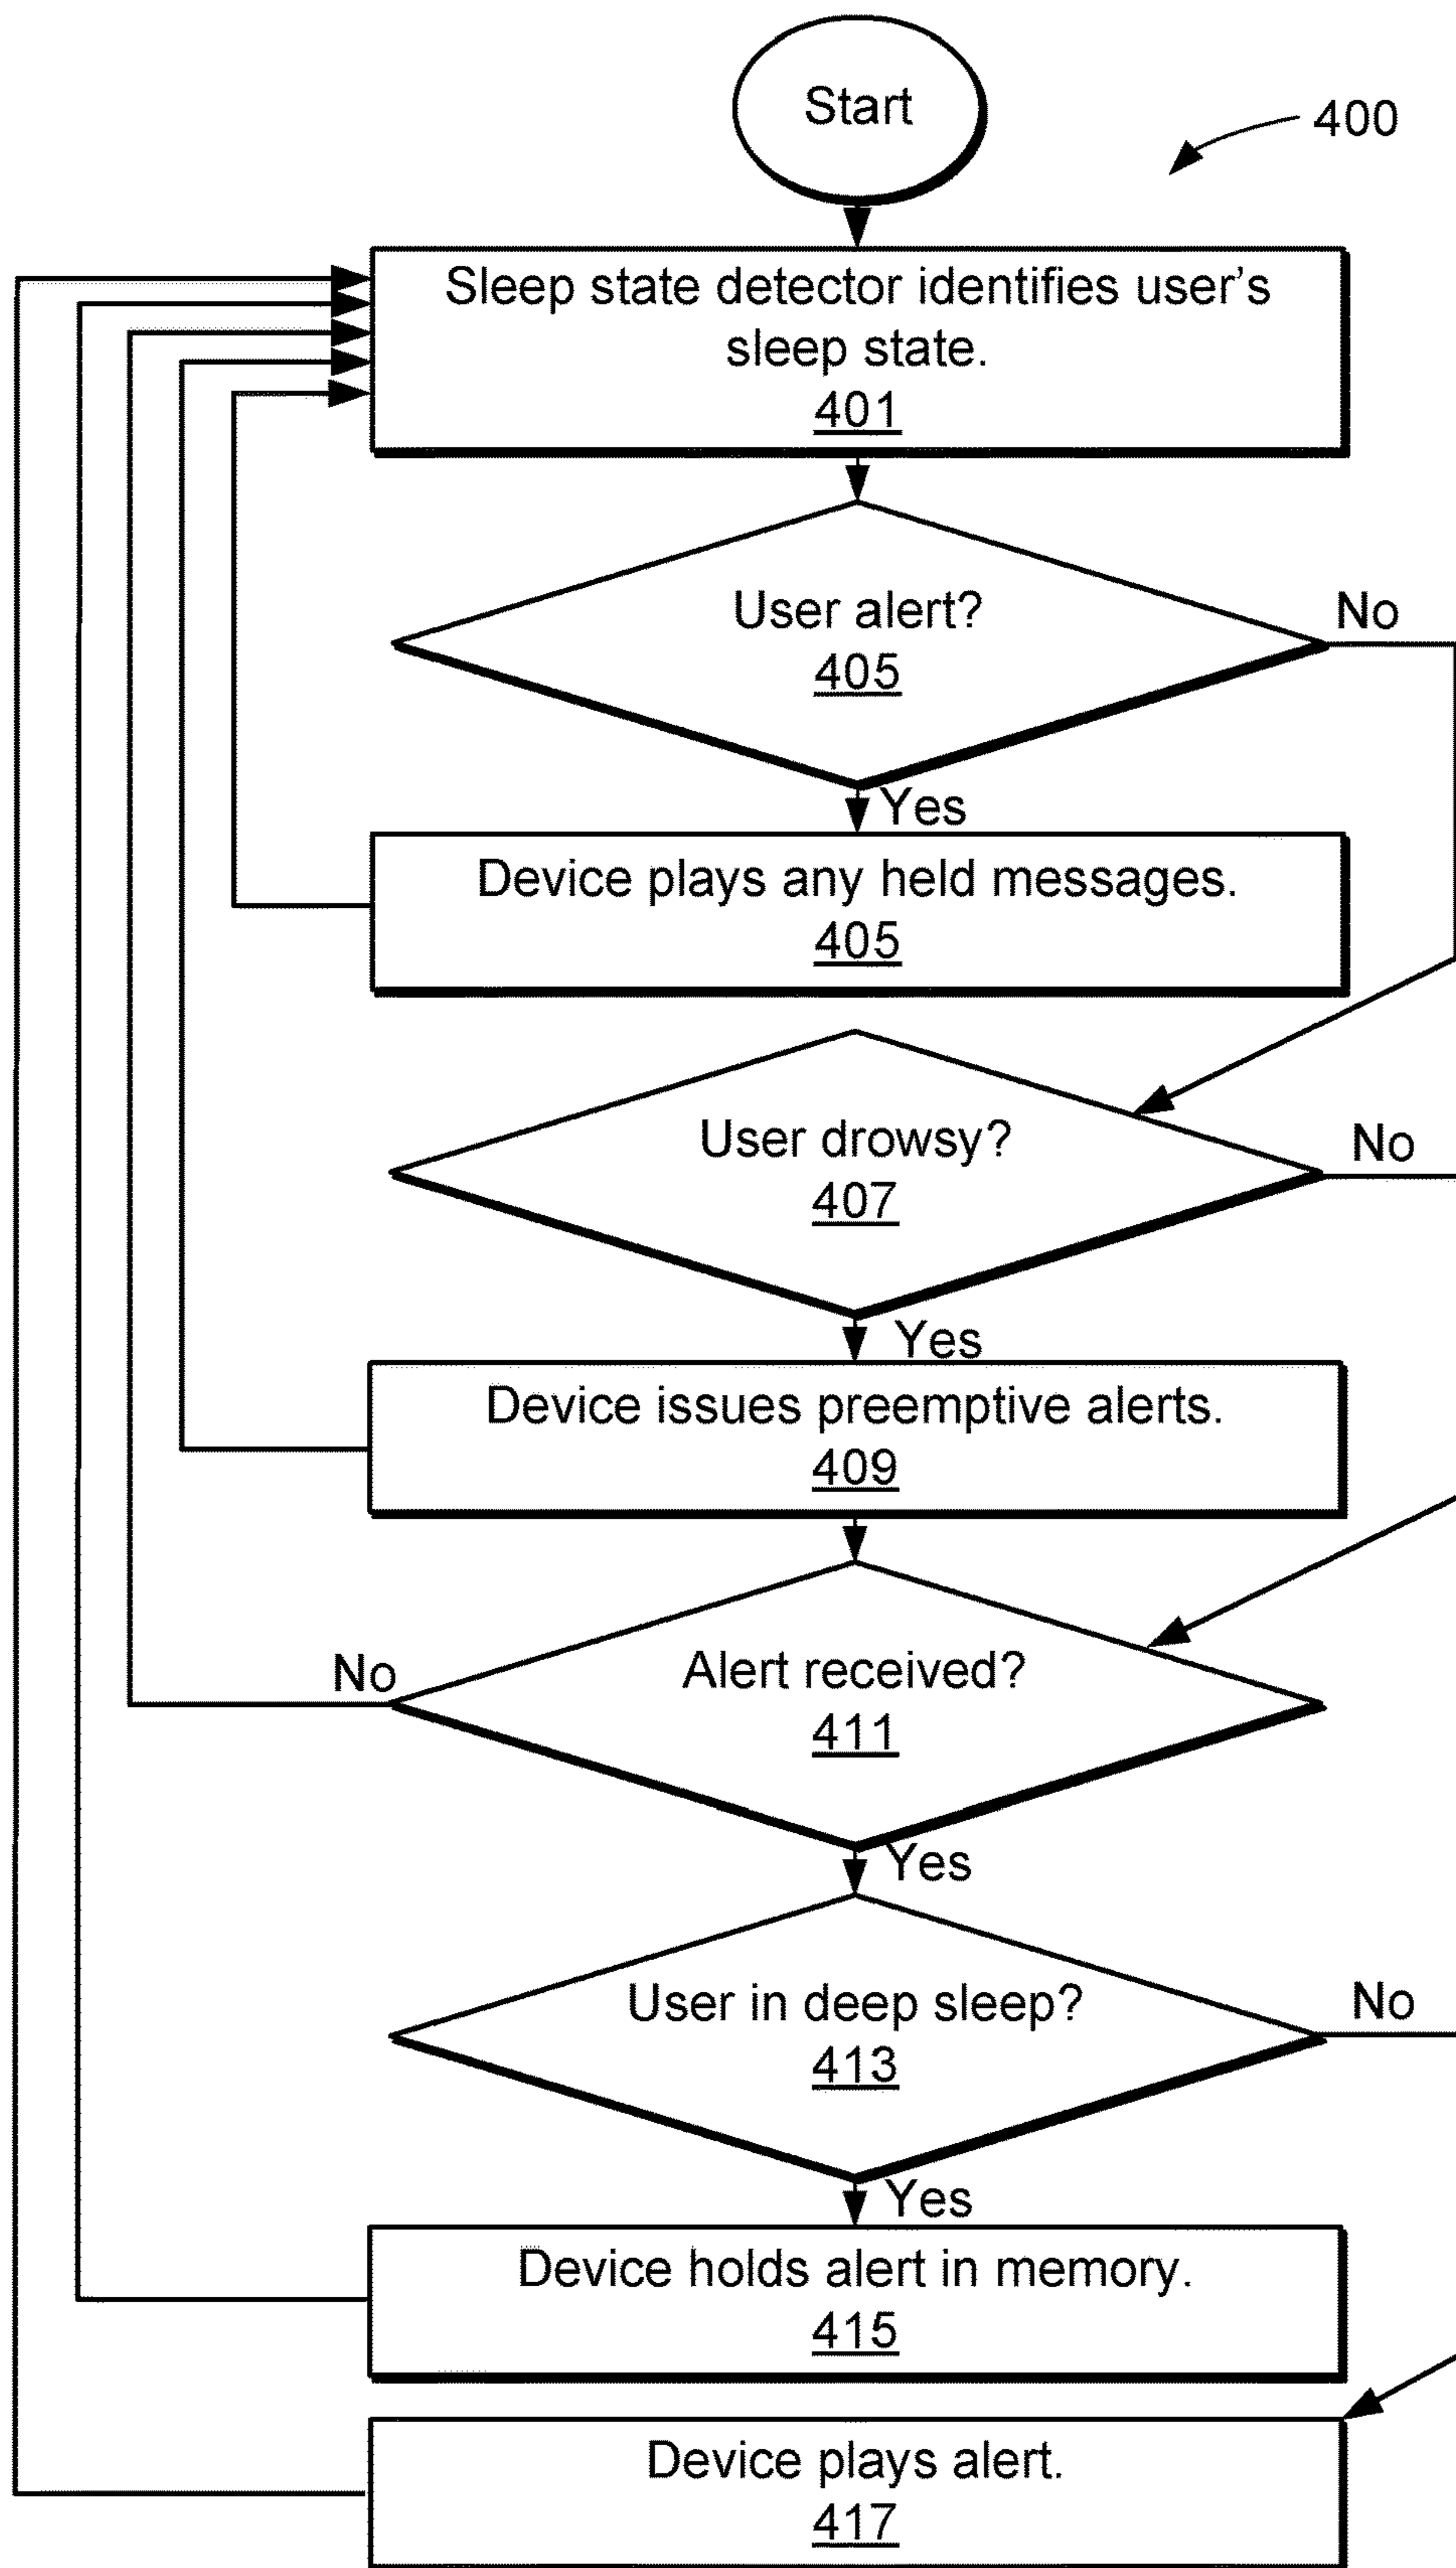 Start
400
Sleep state detector identifies user's
sleep state.
401
User alert?
405
No
Yes
Device plays any held messages.
405
User drowsy?
407
No
Yes
Device issues preemptive alerts.
409
Alert received?
411
No
Yes
User in deep sleep?
413
No
Yes
Device holds alert in memory.
415
Device plays alert.
417